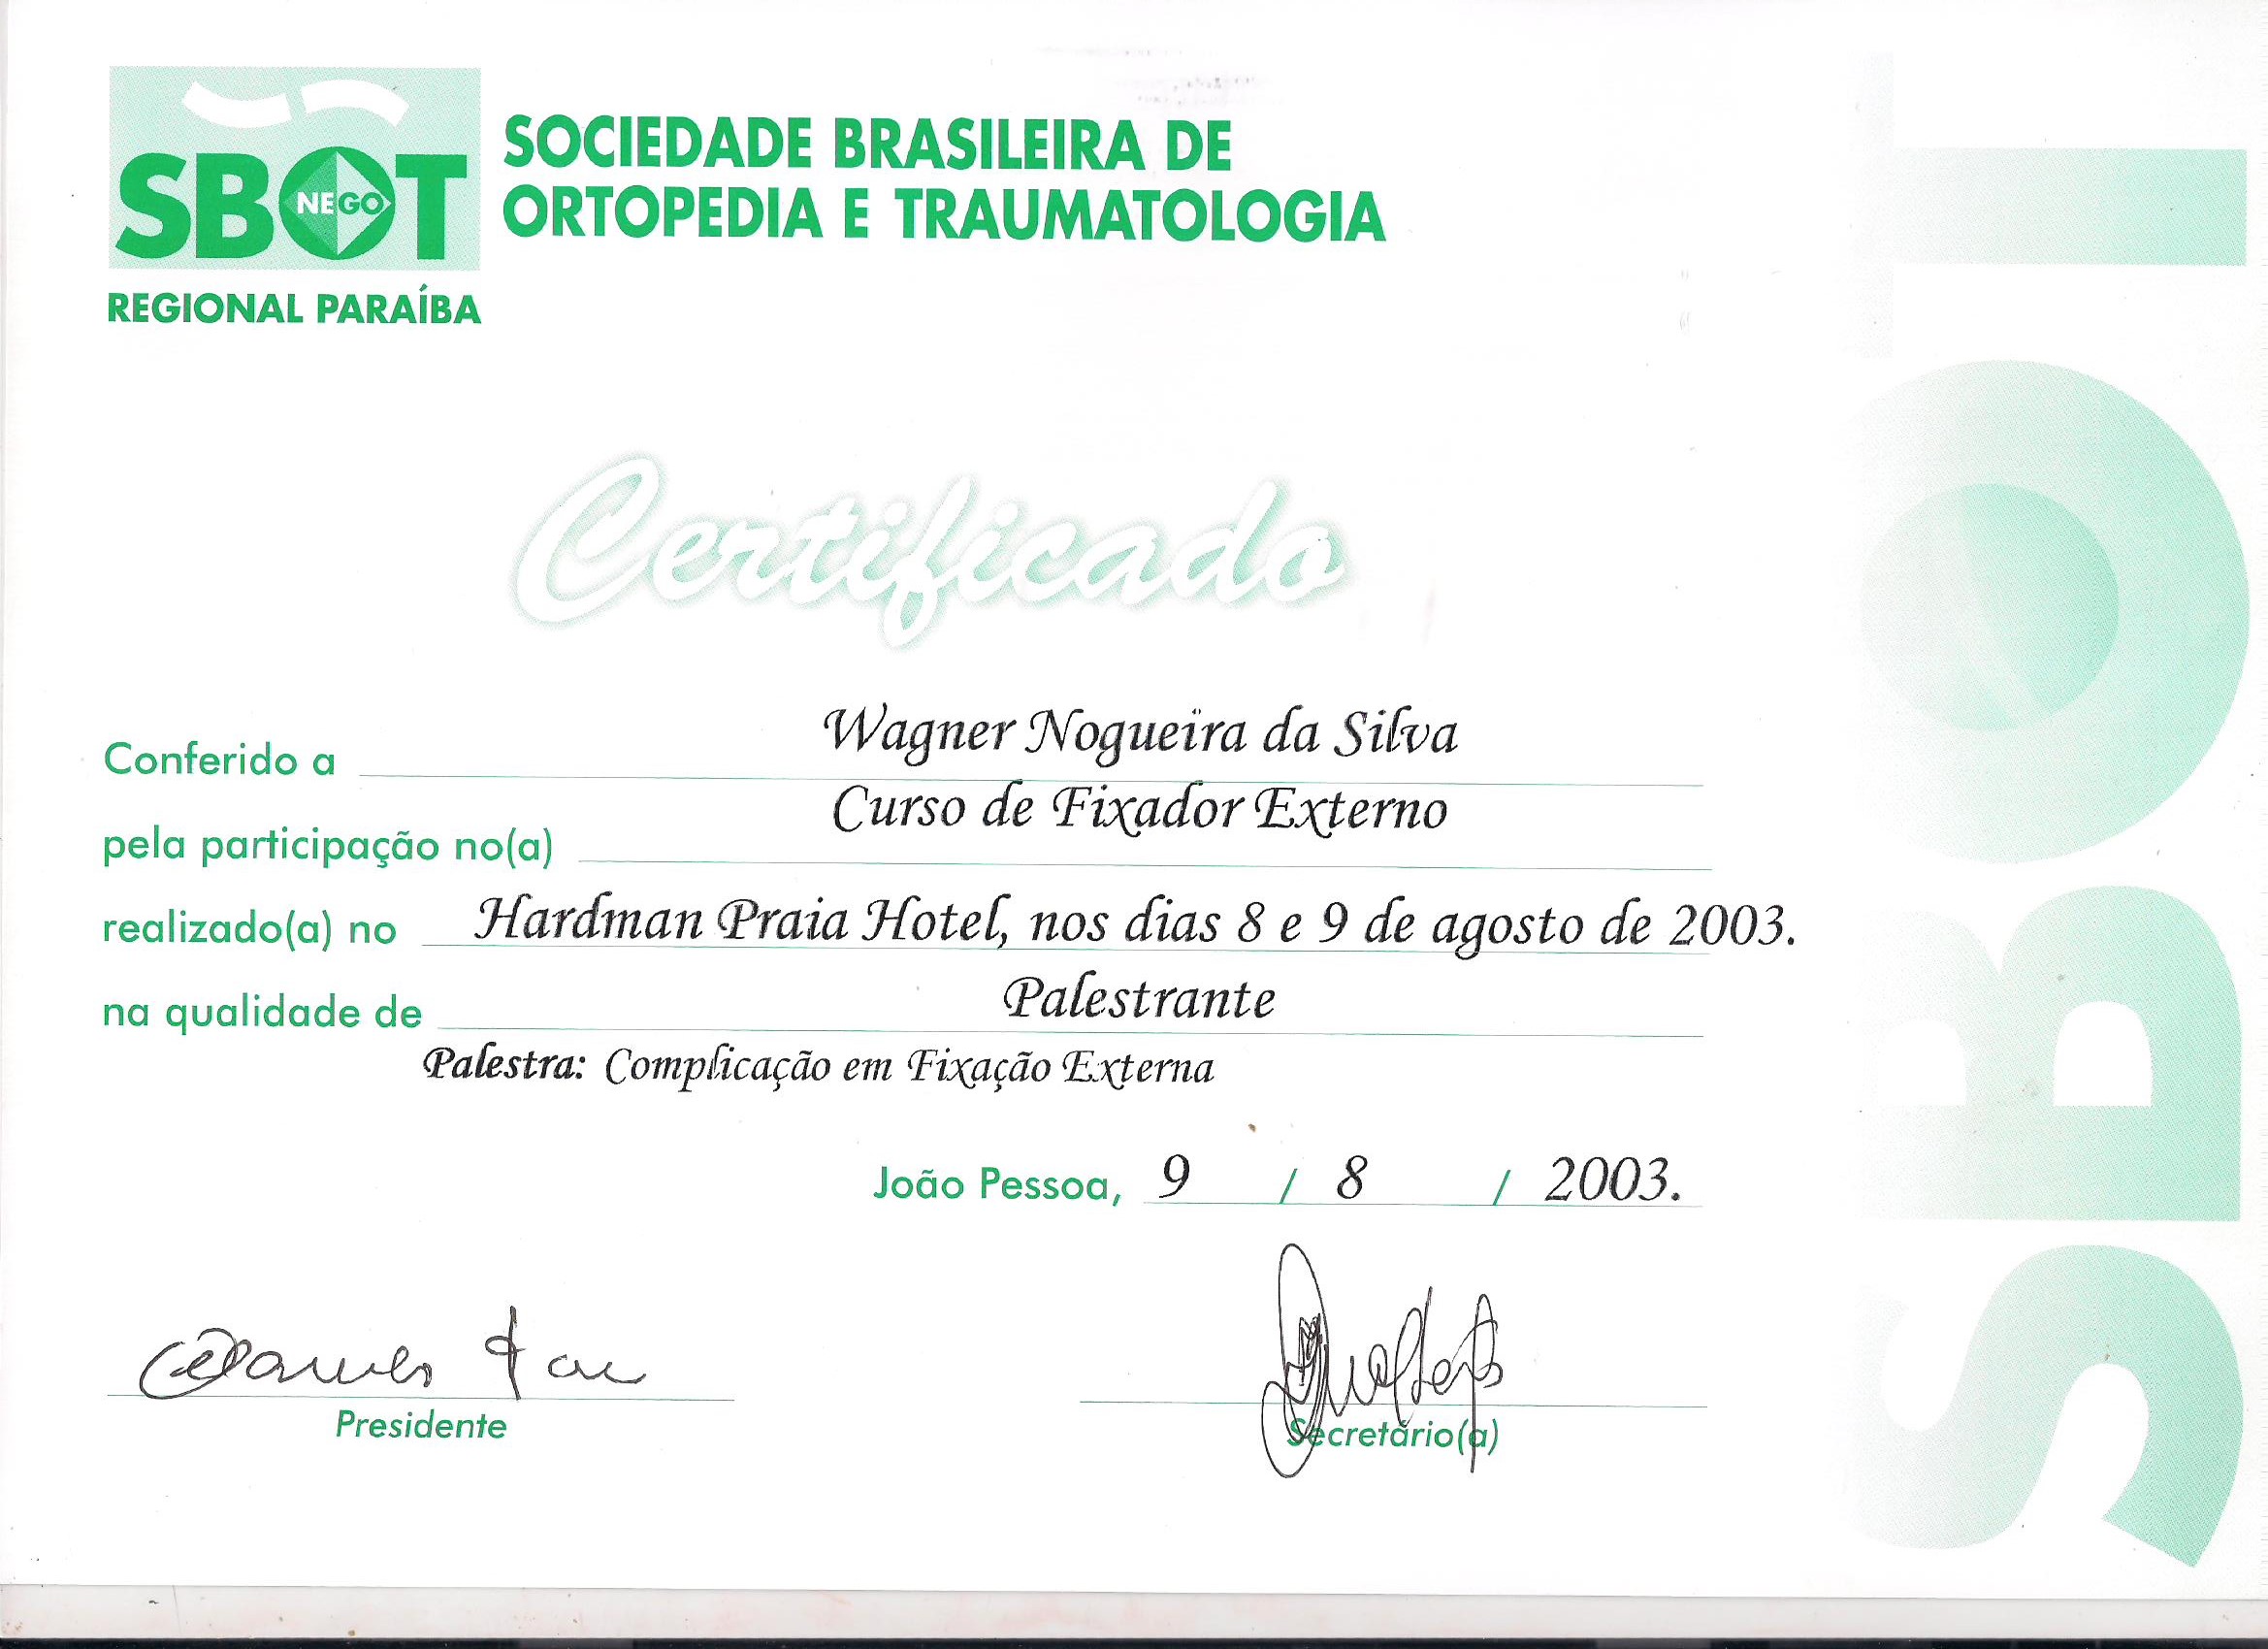 SBOT
NEGO
SOCIEDADE BRASILEIRA DE
ORTOPEDIA E TRAUMATOLOGIA
REGIONAL PARAÍBA
Certificado
Conferido a Wagner Nogueira da Silva
pela participação no(a) Curso de Fixador Externo
realizado(a) no Hardman Praia Hotel, nos dias 8 e 9 de agosto de 2003.
na qualidade de Palestrante
Palestra: Complicação em Fixação Externa
João Pessoa, 9 / 8 / 2003.
Presidente
Secretário(a)
SBOT